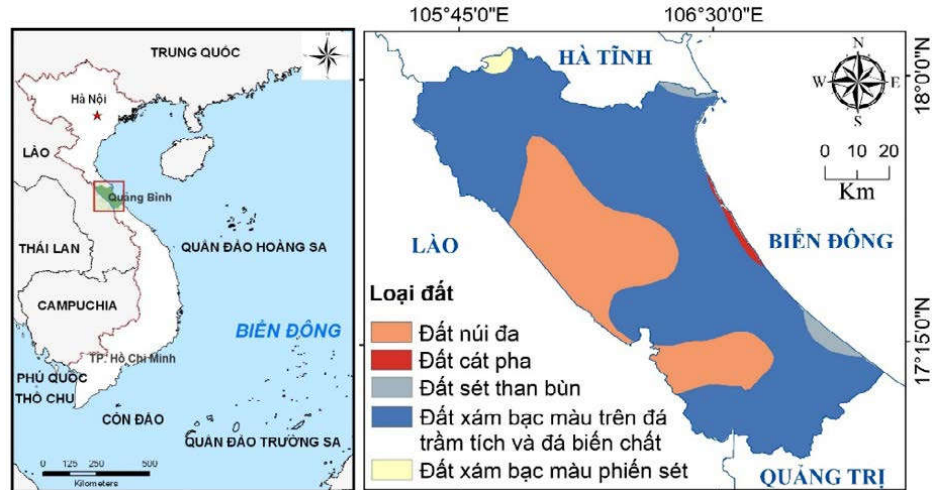 TRUNG QUỐC
Hà Nội
LÀO
Quảng Bình
THÁI LAN
QUẦN ĐẢO HOÀNG SA
CAMPUCHIA
BIỂN ĐÔNG
TP. Hồ Chí Minh
PHÚ QUỐC
THỔ CHU
CÔN ĐẢO
QUẦN ĐẢO TRƯỜNG SA
0 125 250 500
Kilometers
105°45'0"E 106°30'0"E
HÀ TĨNH
N
W E
S
18°0'0"N
0 10 20
Km
LÀO
BIỂN ĐÔNG
Loại đất
Đất núi đa
Đất cát pha
Đất sét than bùn
Đất xám bạc màu trên đá
trầm tích và đá biến chất
Đất xám bạc màu phiến sét
17°15'0"N
QUẢNG TRỊ